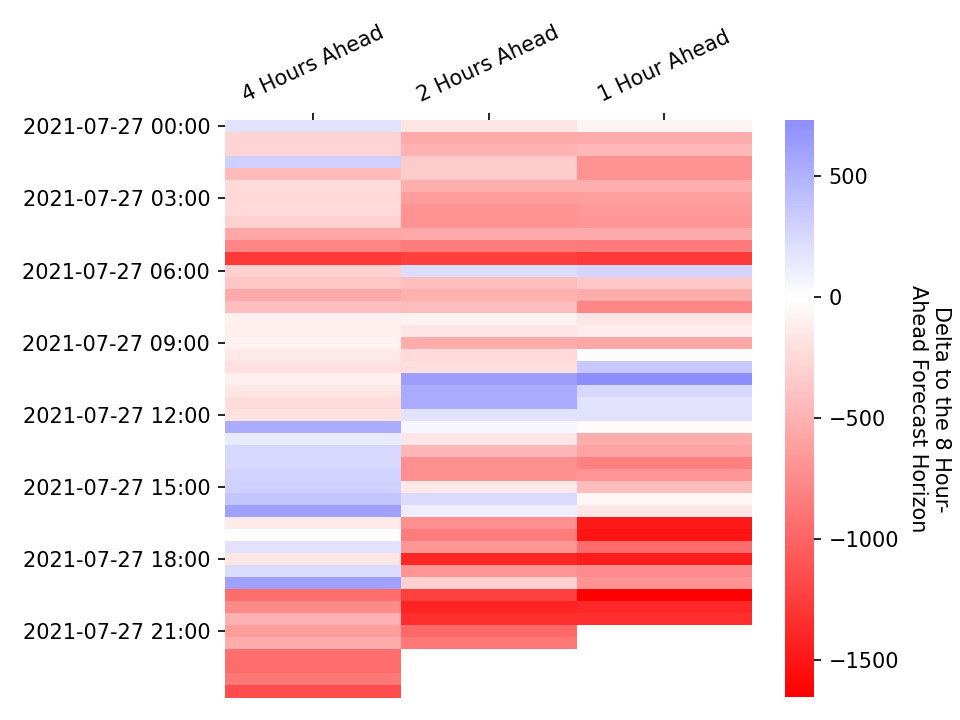 4 Hours Ahead
2 Hours Ahead
1 Hour Ahead
2021-07-27 00:00
2021-07-27 03:00
2021-07-27 06:00
2021-07-27 09:00
2021-07-27 12:00
2021-07-27 15:00
2021-07-27 18:00
2021-07-27 21:00
500
0
−500
−1000
−1500
Delta to the 8 Hour-
Ahead Forecast Horizon